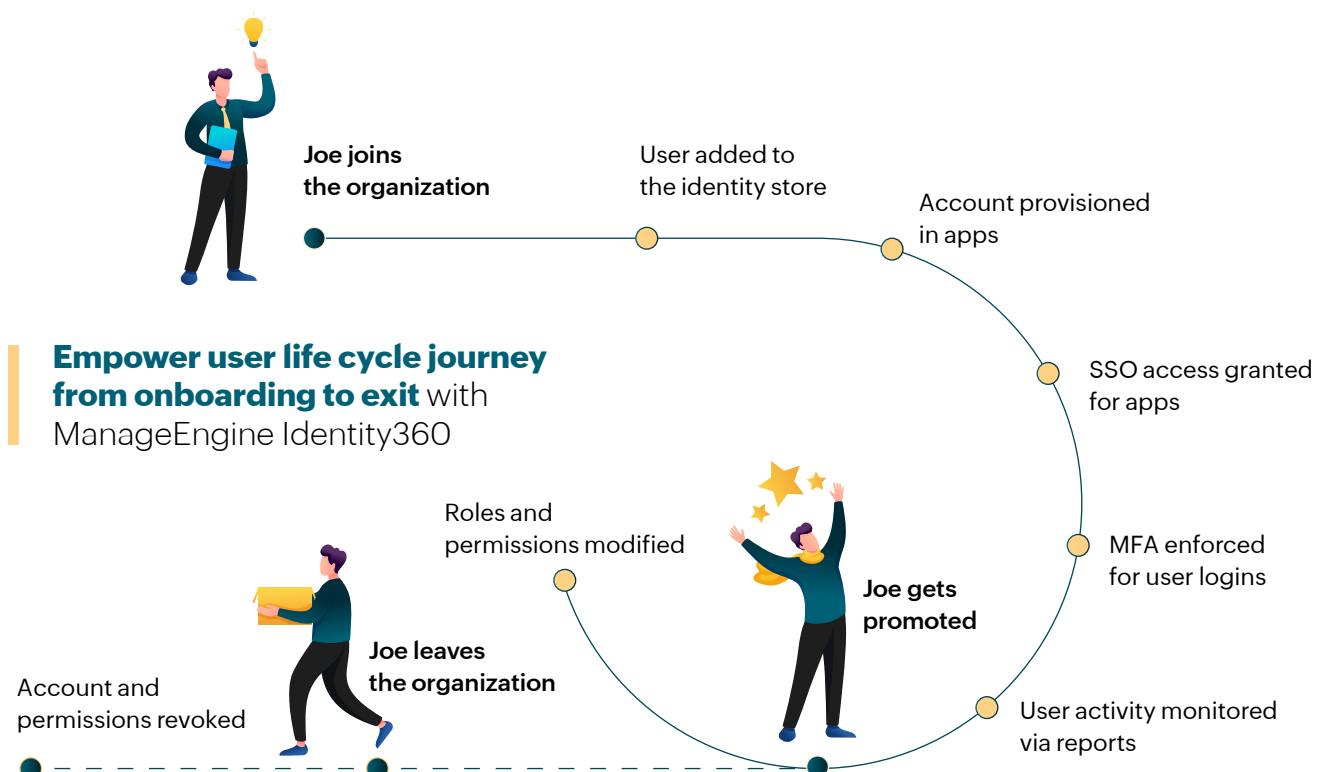 Joe joins
the organization
User added to
the identity store
Account provisioned
in apps
SSO access granted
for apps
Empower user life cycle journey
from onboarding to exit with
ManageEngine Identity360
MFA enforced
for user logins
User activity monitored
via reports
Joe gets
promoted
Roles and
permissions modified
Joe leaves
the organization
Account and
permissions revoked